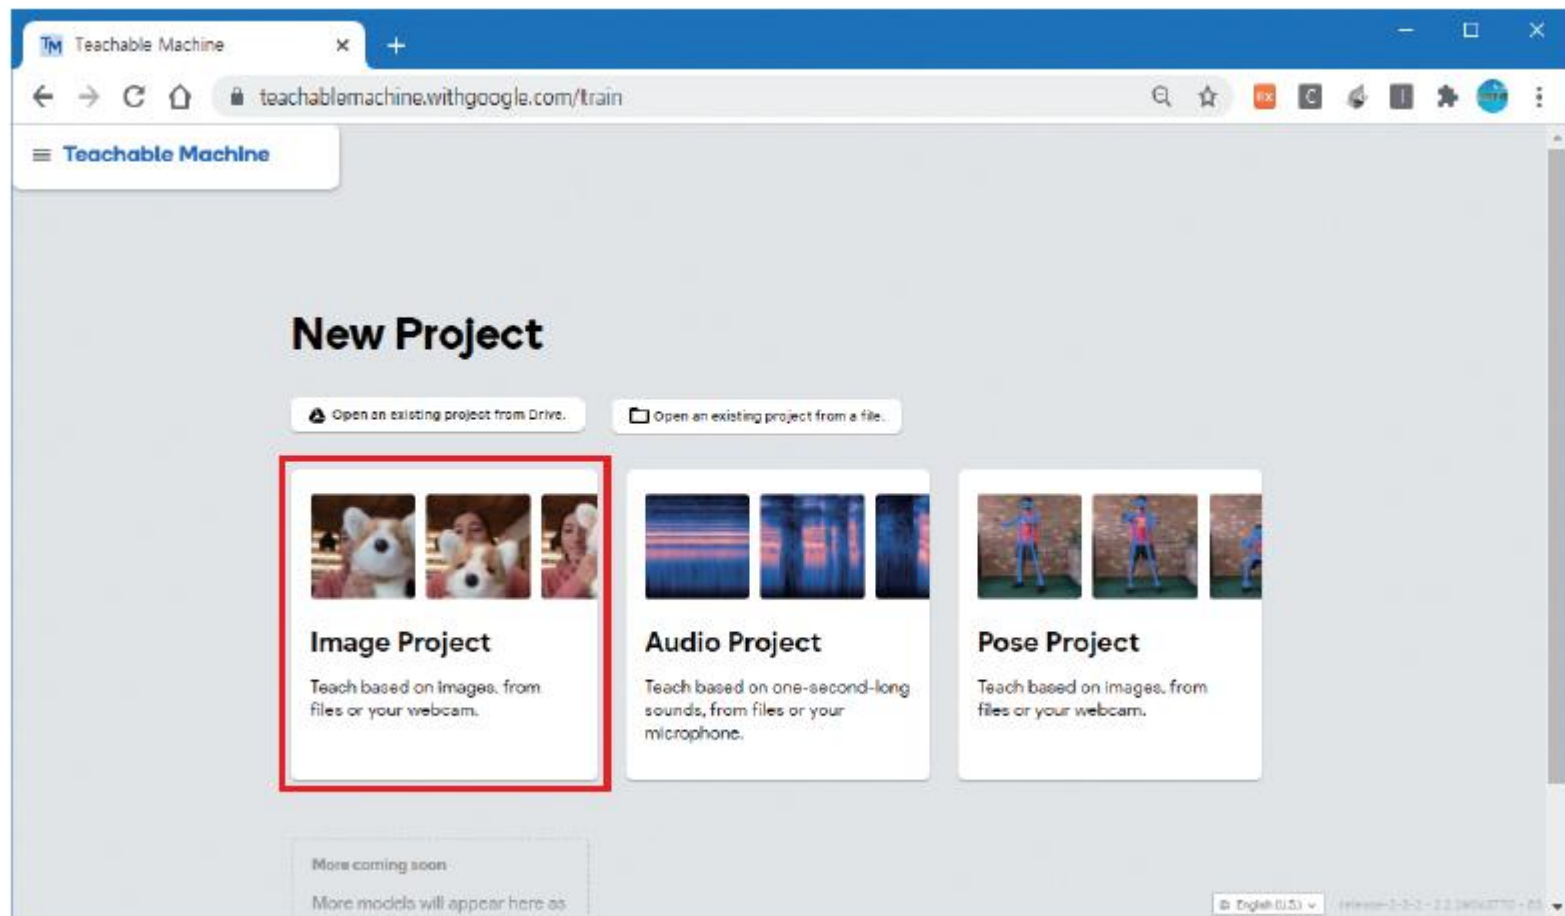 Teachable Machine
teachablemachine.withgoogle.com/train
Teachable Machine
New Project
Open an existing project from Drive.
Open an existing project from a file.
Image Project
Teach based on images, from
files or your webcam.
Audio Project
Teach based on one-second-long
sounds, from files or your
microphone.
Pose Project
Teach based on images, from
files or your webcam.
More coming soon
More models will appear here as
English (U.S.)